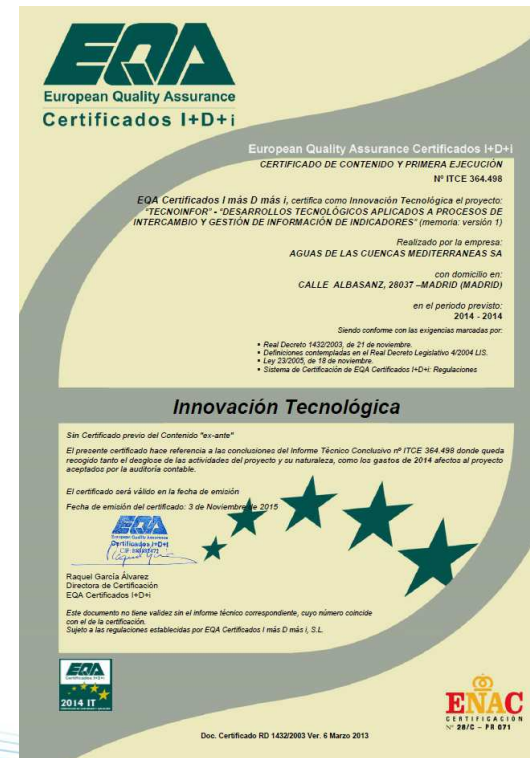 EQA
European Quality Assurance
Certificados I+D+i
European Quality Assurance Certificados I+D+i
CERTIFICADO DE CONTENIDO Y PRIMERA EJECUCIÓN
Nº ITCE 364.498
EQA Certificados I más D más i, certifica como Innovación Tecnológica el proyecto:
"TECNOINFOR" - "DESARROLLOS TECNOLÓGICOS APLICADOS A PROCESOS DE
INTERCAMBIO Y GESTIÓN DE INFORMACIÓN DE INDICADORES" (memoria: versión 1)
Realizado por la empresa:
AGUAS DE LAS CUENCAS MEDITERRANEAS SA
con domicilio en:
CALLE ALBASANZ, 28037 –MADRID (MADRID)
en el periodo previsto:
2014 - 2014
Siendo conforme con las exigencias marcadas por:
• Real Decreto 1432/2003, de 21 de noviembre.
• Definiciones contempladas en el Real Decreto Legislativo 4/2004 LIS.
• Ley 23/2005, de 18 de noviembre.
• Sistema de Certificación de EQA Certificados I+D+i: Regulaciones
Innovación Tecnológica
Sin Certificado previo del Contenido "ex-ante"
El presente certificado hace referencia a las conclusiones del Informe Técnico Conclusivo nº ITCE 364.498 donde queda
recogido tanto el desglose de las actividades del proyecto y su naturaleza, como los gastos de 2014 afectos al proyecto
aceptados por la auditoría contable.
El certificado será válido en la fecha de emisión
Fecha de emisión del certificado: 3 de Noviembre de 2015
EQA
European Quality Assurance
Certificados I+D+i
Raquel García Álvarez
Directora de Certificación
EQA Certificados I+D+i
Este documento no tiene validez sin el informe técnico correspondiente, cuyo número coincide
con el de la certificación.
Sujeto a las regulaciones establecidas por EQA Certificados I más D más i, S.L.
EQA
Certificados I+D+i
2014 IT
ENAC
CERTIFICACIÓN
Nº 28/C – PR 071
Doc. Certificado RD 1432/2003 Ver. 6 Marzo 2013